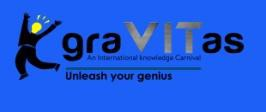 graVITas
An International knowledge Carnival
Unleash your genius